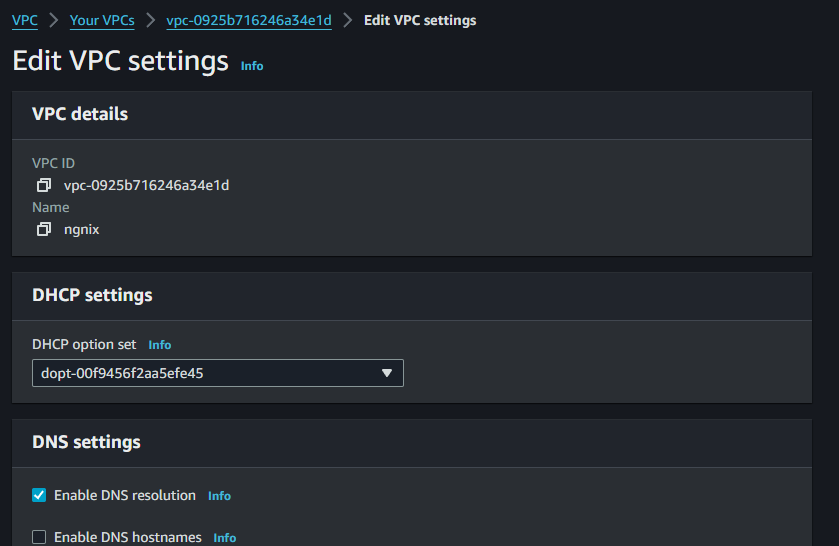 VPC > Your VPCs > vpc-0925b716246a34e1d > Edit VPC settings
Edit VPC settings Info
VPC details
VPC ID
vpc-0925b716246a34e1d
Name
ngnix
DHCP settings
DHCP option set Info
dopt-00f9456f2aa5efe45
DNS settings
Enable DNS resolution Info
Enable DNS hostnames Info